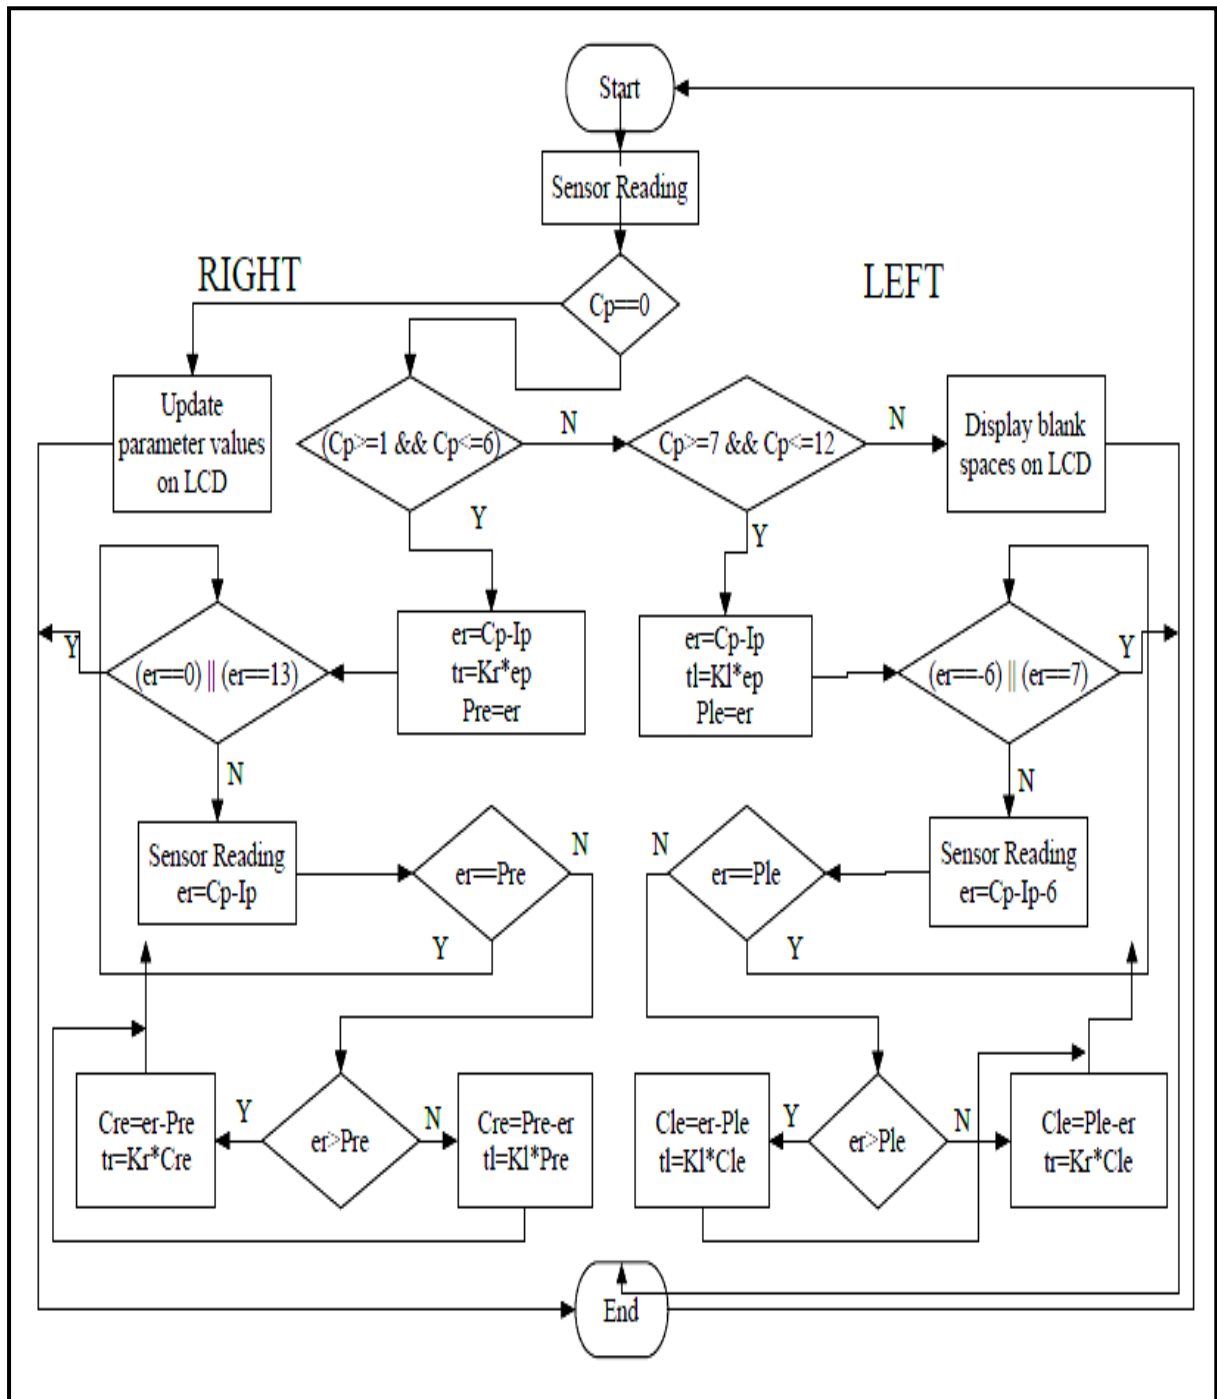 Start
Sensor Reading
RIGHT
LEFT
Cp==0
Update
parameter values
on LCD
(Cp>=1 && Cp<=6)
N
Cp>=7 && Cp<=12
N
Display blank
spaces on LCD
Y
Y
er=Cp-Ip
tr=Kr*ep
Pre=er
er=Cp-Ip
tl=Kl*ep
Ple=er
Y
(er==0) || (er==13)
(er==-6) || (er==7)
Y
N
N
Sensor Reading
er=Cp-Ip
er==Pre
N
N
er==Ple
Sensor Reading
er=Cp-Ip-6
Y
Y
Cre=er-Pre
tr=Kr*Cre
Y
er>Pre
N
Cre=Pre-er
tl=Kl*Pre
Cle=er-Ple
tl=Kl*Cle
Y
er>Ple
N
Cle=Ple-er
tr=Kr*Cle
End